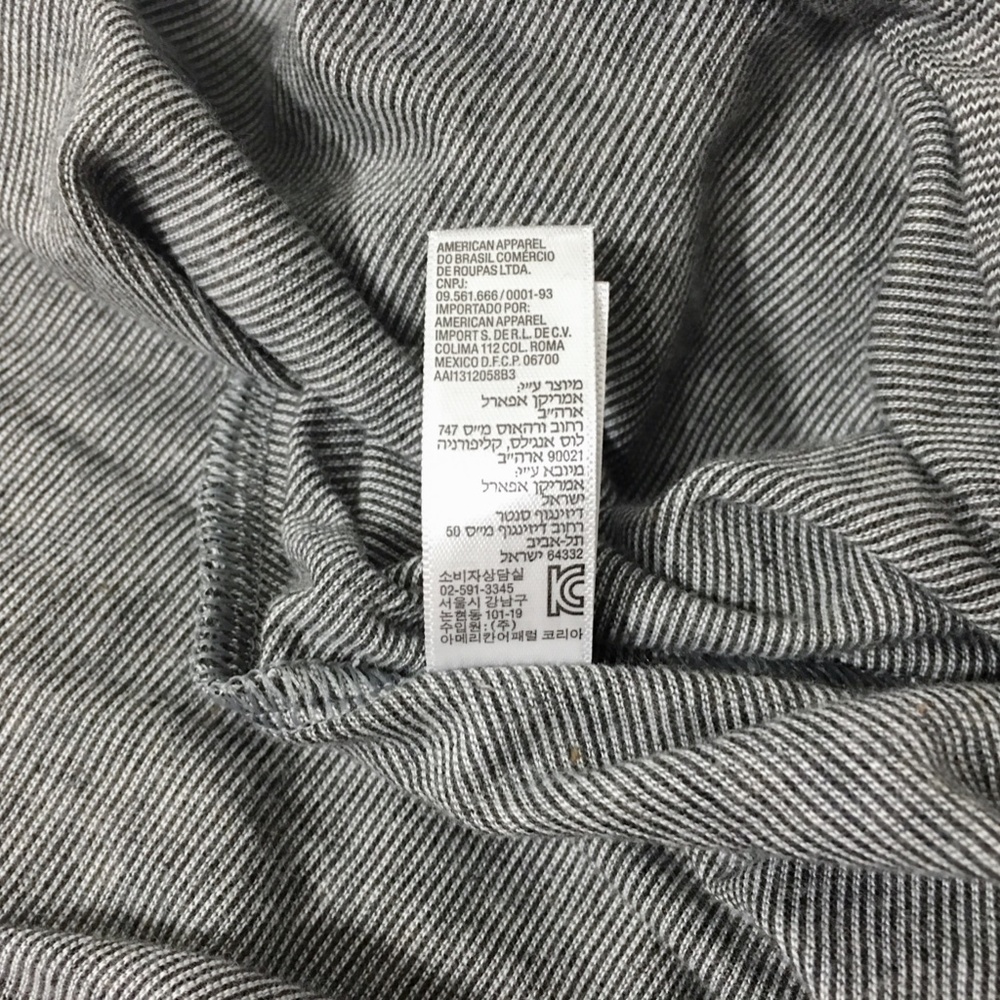 AMERICAN APPAREL
DO BRASIL COMÉRCIO
DE ROUPAS LTDA.
CNPJ:
09.561.666/0001-93
IMPORTADO POR:
AMERICAN APPAREL
IMPORT S. DE R.L. DE C.V.
COLIMA 112 COL. ROMA
MEXICO D.F.C.P. 06700
AAI1312058B3
מיוצר ע״י:
אמריקן אפארל
ארה״ב
רחוב ורהאוס מ״ס 747
לוס אנגילס, קליפורניה
90021 ארה״ב
מיובא ע״י:
אמריקן אפארל
ישראל
דיזינגוף סנטר
רחוב דיזינגוף מ״ס 50
תל-אביב
64332 ישראל
소비자상담실
02-591-3345
서울시 강남구
논현동 101-19
수입원 : (주)
아메리칸어패럴 코리아